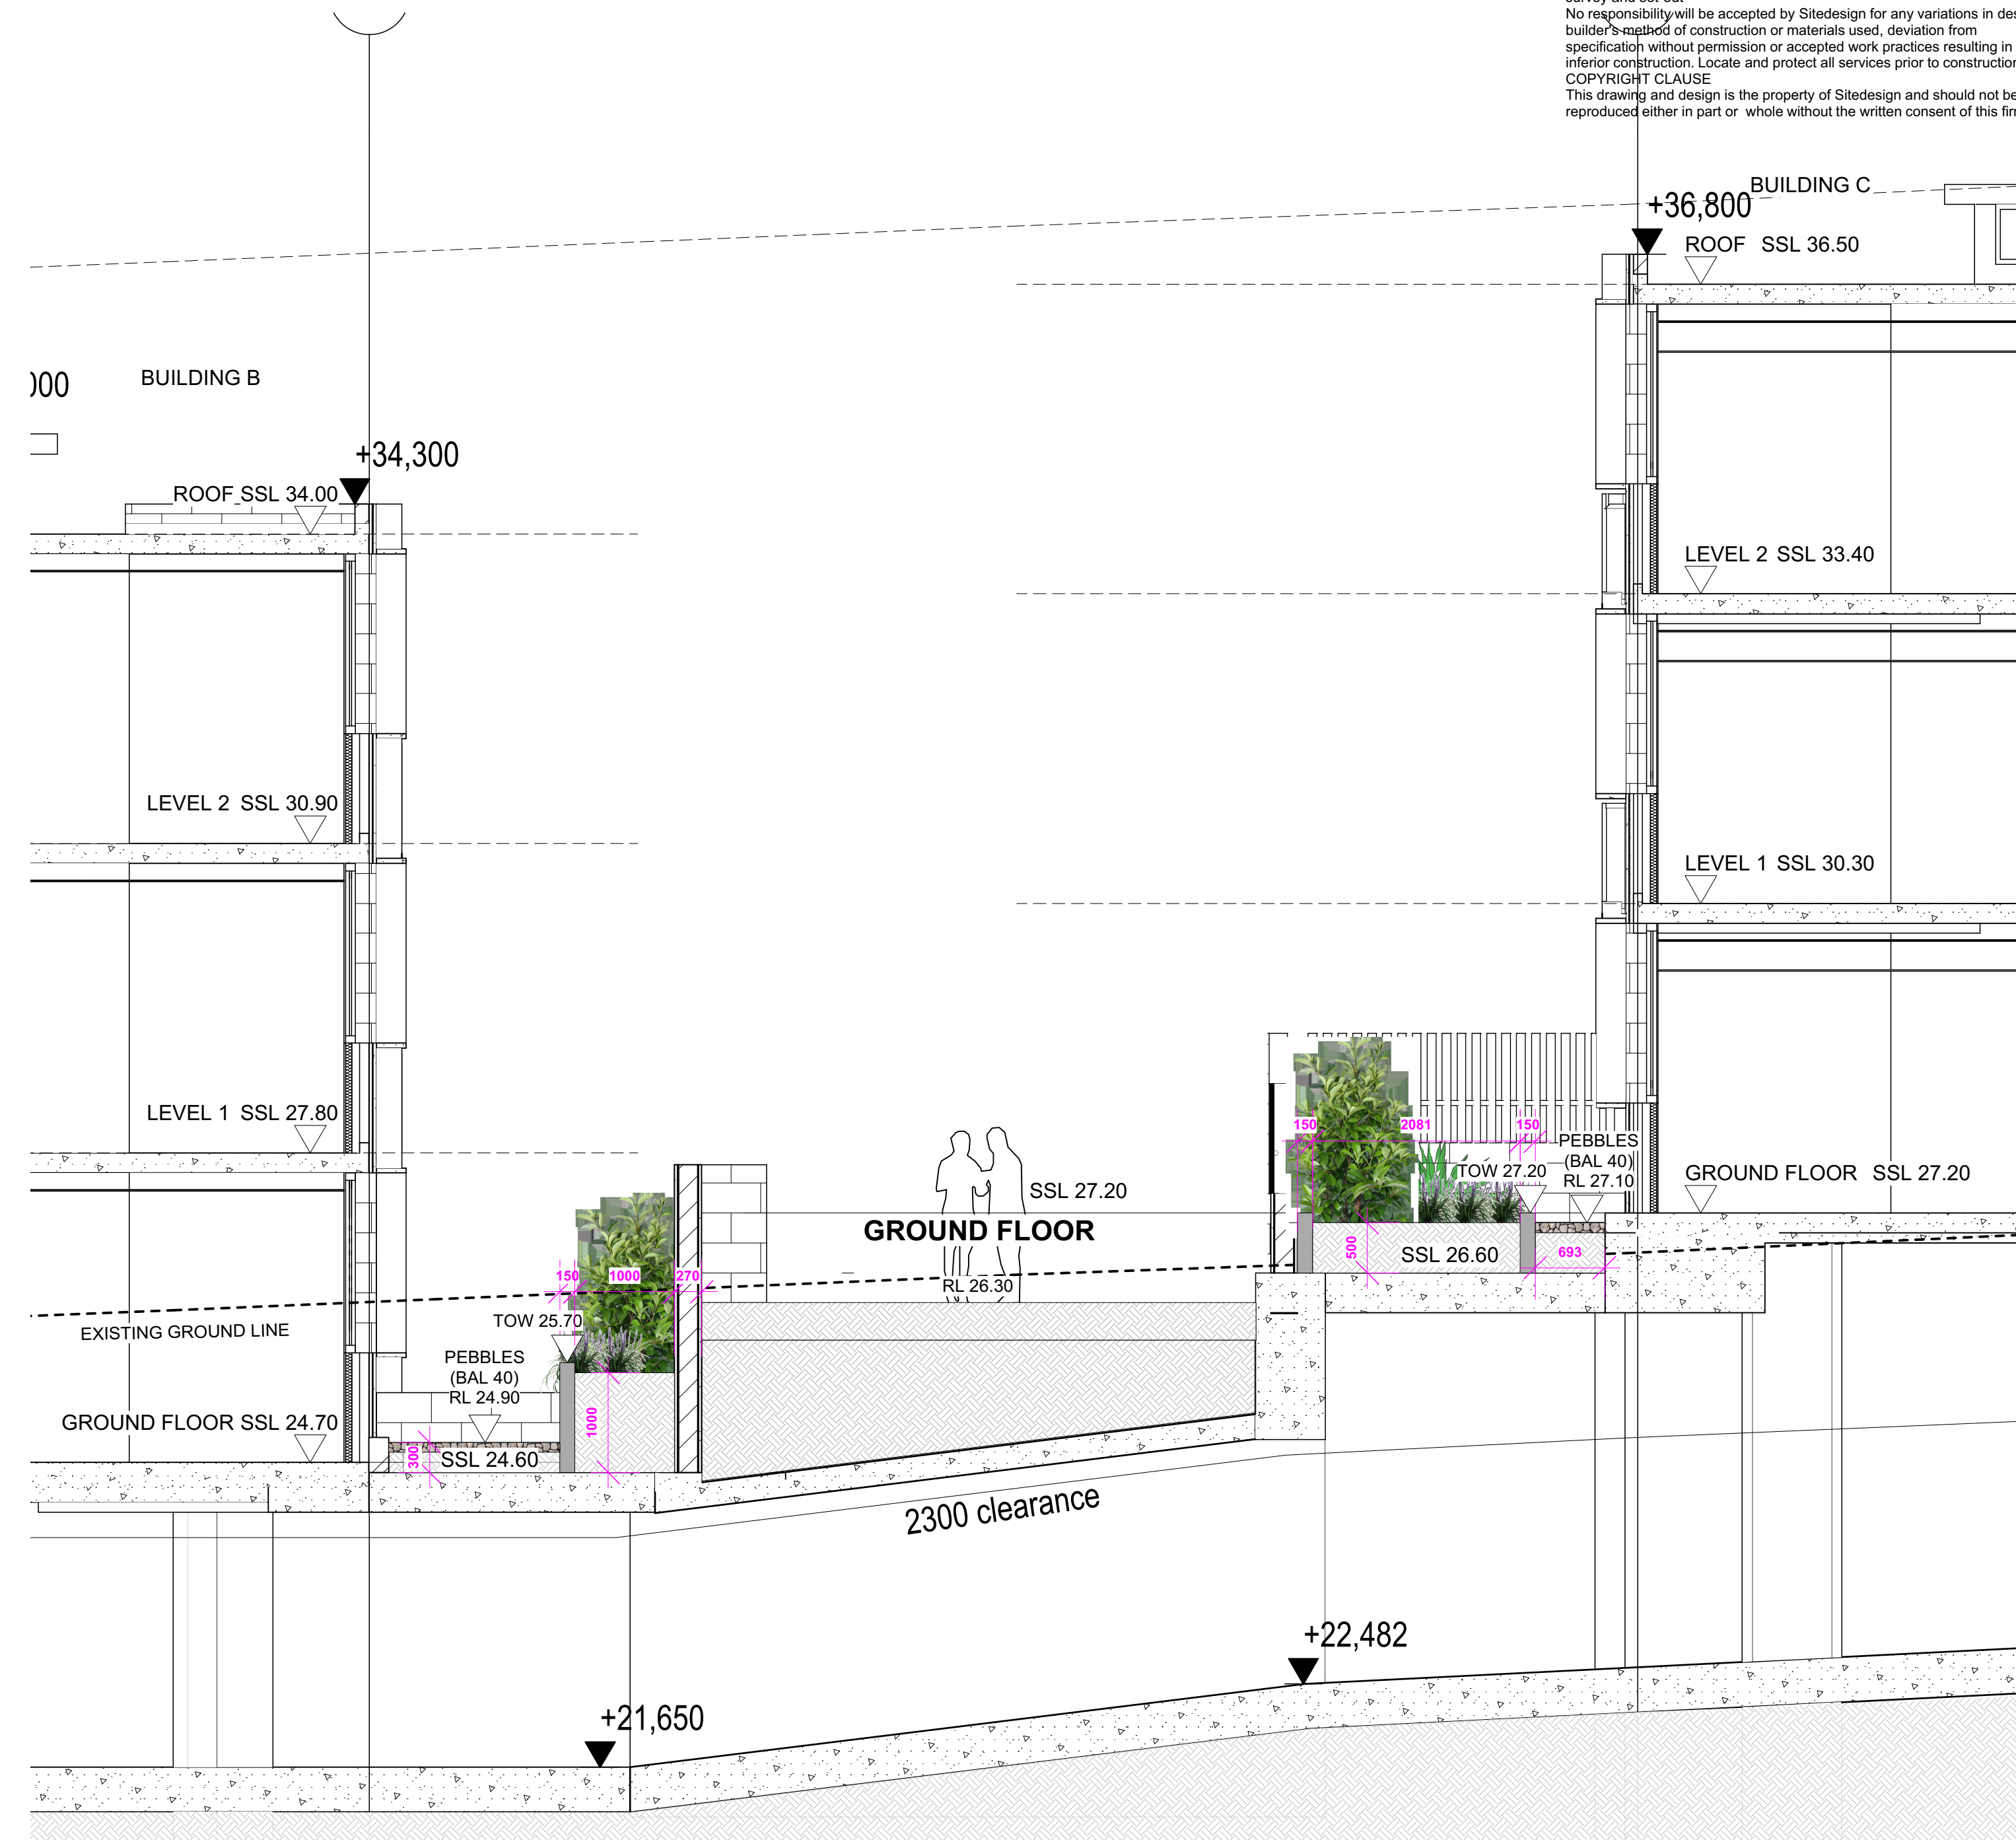 No responsibility will be accepted by Sitedesign for any variations in
builder's method of construction or materials used, deviation from
specification without permission or accepted work practices resulting in
inferior construction. Locate and protect all services prior to
COPYRIGHT CLAUSE
This drawing and design is the property of Sitedesign and should not be
reproduced either in part or whole without the written consent of this
BUILDING C
+36,800
ROOF SSL 36.50
BUILDING B
+34,300
ROOF SSL 34.00
LEVEL 2 SSL 33.40
LEVEL 2 SSL 30.90
LEVEL 1 SSL 30.30
LEVEL 1 SSL 27.80
150
2081
150
PEBBLES
(BAL 40)
RL 27.10
TOW 27.20
GROUND FLOOR SSL 27.20
SSL 27.20
GROUND FLOOR
500
SSL 26.60
693
150
1000
270
RL 26.30
TOW 25.70
EXISTING GROUND LINE
PEBBLES
(BAL 40)
RL 24.90
GROUND FLOOR SSL 24.70
1000
300
SSL 24.60
2300 clearance
+22,482
+21,650